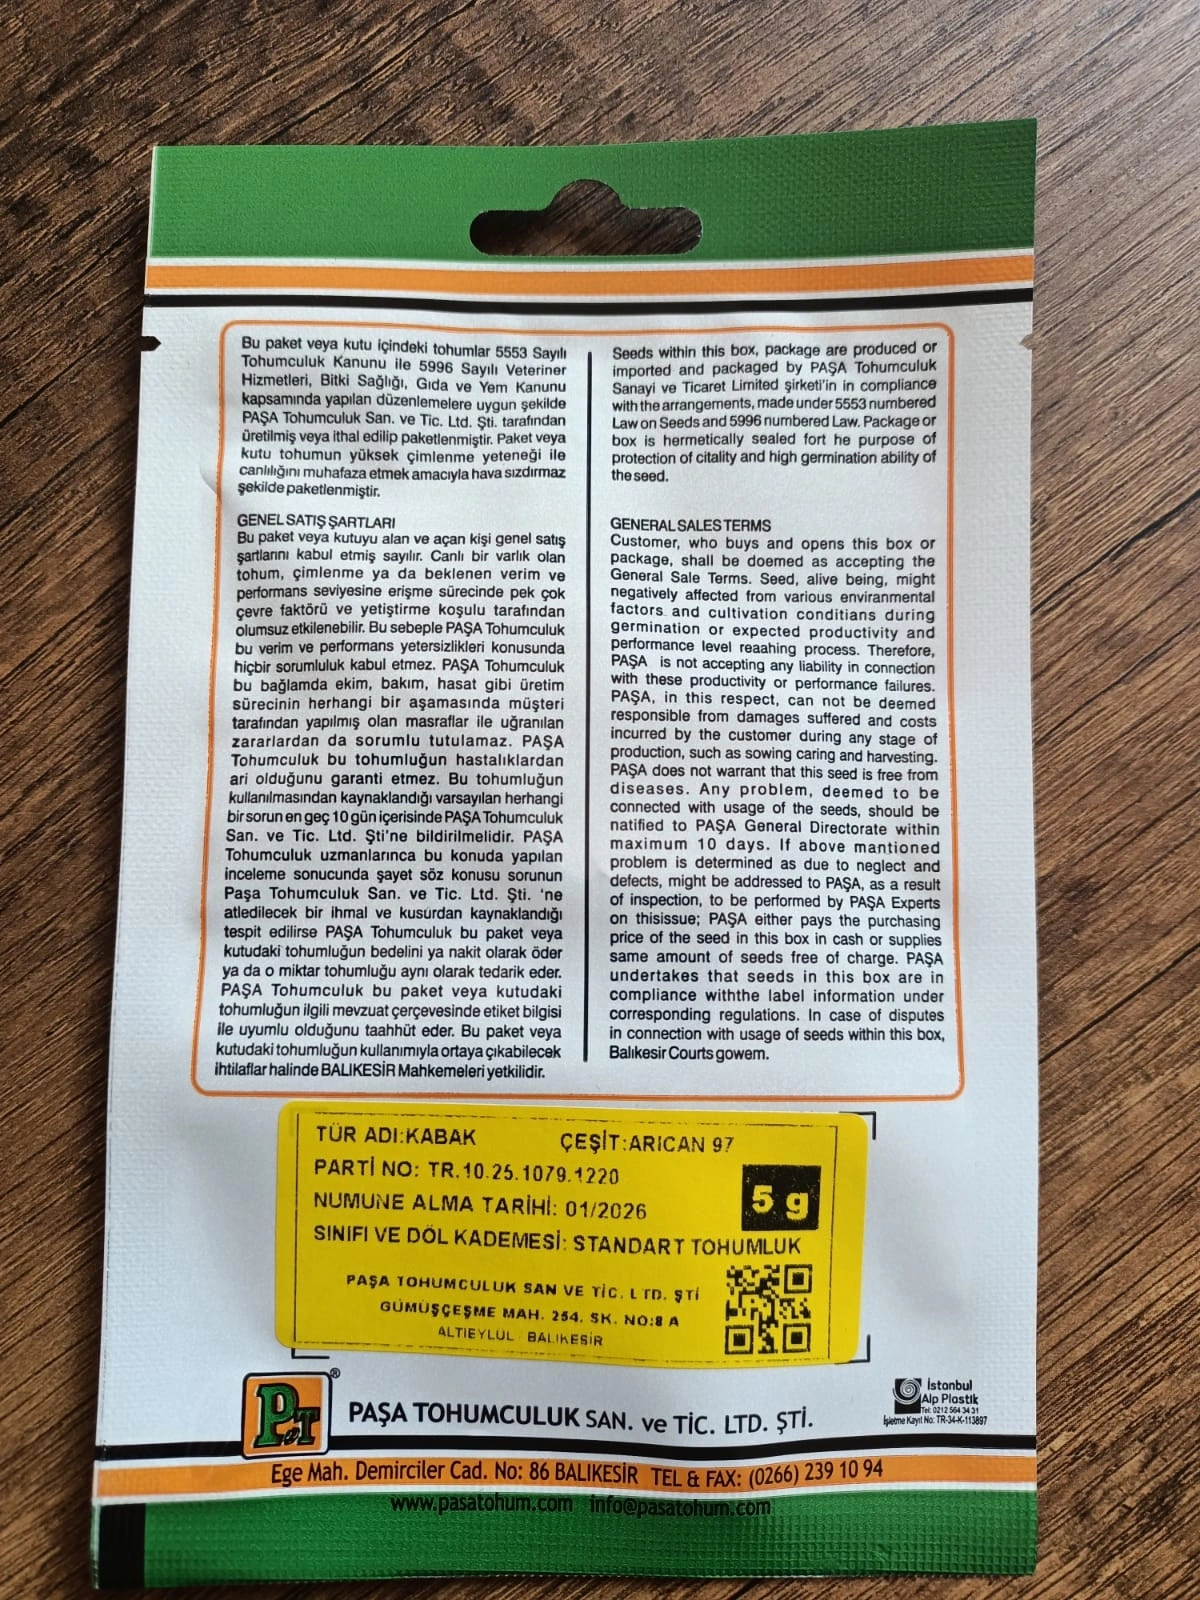 Bu paket veya kutu içindeki tohumlar 5553 Sayılı
Tohumculuk Kanunu ile 5996 Sayılı Veteriner
Hizmetleri, Bitki Sağlığı, Gıda ve Yem Kanunu
kapsamında yapılan düzenlemelere uygun şekilde
PAŞA Tohumculuk San. ve Tic. Ltd. Şti. tarafından
üretilmiş veya ithal edilip paketlenmiştir. Paket veya
kutu tohumun yüksek çimlenme yeteneği ile
canlılığını muhafaza etmek amacıyla hava sızdırmaz
şekilde paketlenmiştir.
GENEL SATIŞ ŞARTLARI
Bu paket veya kutuyu alan ve açan kişi genel satış
şartlarını kabul etmiş sayılır. Canlı bir varlık olan
tohum, çimlenme ya da beklenen verim ve
performans seviyesine erişme sürecinde pek çok
çevre faktörü ve yetiştirme koşulu tarafından
olumsuz etkilenebilir. Bu sebeple PAŞA Tohumculuk
bu verim ve performans yetersizlikleri konusunda
hiçbir sorumluluk kabul etmez. PAŞA Tohumculuk
bu bağlamda ekim, bakım, hasat gibi üretim
sürecinin herhangi bir aşamasında müşteri
tarafından yapılmış olan masraflar ile uğranılan
zararlardan da sorumlu tutulamaz. PAŞA
Tohumculuk bu tohumluğun hastalıklardan
ari olduğunu garanti etmez. Bu tohumluğun
kullanılmasından kaynaklandığı varsayılan herhangi
bir sorun en geç 10 gün içerisinde PAŞA Tohumculuk
San. ve Tic. Ltd. Şti'ne bildirilmelidir. PAŞA
Tohumculuk uzmanlarınca bu konuda yapılan
inceleme sonucunda şayet söz konusu sorunun
Paşa Tohumculuk San. ve Tic. Ltd. Şti. 'ne
atledilecek bir ihmal ve kusurdan kaynaklandığı
tespit edilirse PAŞA Tohumculuk bu paket veya
kutudaki tohumluğun bedelini ya nakit olarak öder
ya da o miktar tohumluğu aynı olarak tedarik eder.
PAŞA Tohumculuk bu paket veya kutudaki
tohumluğun ilgili mevzuat çerçevesinde etiket bilgisi
ile uyumlu olduğunu taahhüt eder. Bu paket veya
kutudaki tohumluğun kullanımıyla ortaya çıkabilecek
ihtilaflar halinde BALIKESİR Mahkemeleri yetkilidir.
Seeds within this box, package are produced or
imported and packaged by PAŞA Tohumculuk
Sanayi ve Ticaret Limited şirketi'in in compliance
with the arrangements, made under 5553 numbered
Law on Seeds and 5996 numbered Law. Package or
box is hermetically sealed fort he purpose of
protection of citality and high germination ability of
the seed.
GENERAL SALES TERMS
Customer, who buys and opens this box or
package, shall be doemed as accepting the
General Sale Terms. Seed, alive being, might
negatively affected from various enviranmental
factors and cultivation conditians during
germination or expected productivity and
performance level reaahing process. Therefore,
PAŞA is not accepting any liability in connection
with these productivity or performance failures.
PAŞA, in this respect, can not be deemed
responsible from damages suffered and costs
incurred by the customer during any stage of
production, such as sowing caring and harvesting.
PAŞA does not warrant that this seed is free from
diseases. Any problem, deemed to be
connected with usage of the seeds, should be
natified to PAŞA General Directorate within
maximum 10 days. If above mantioned
problem is determined as due to neglect and
defects, might be addressed to PAŞA, as a result
of inspection, to be performed by PAŞA Experts
on thisissue; PAŞA either pays the purchasing
price of the seed in this box in cash or supplies
same amount of seeds free of charge. PAŞA
undertakes that seeds in this box are in
compliance withthe label information under
corresponding regulations. In case of disputes
in connection with usage of seeds within this box,
Balıkesir Courts gowem.
TÜR ADI:KABAK ÇEŞİT:ARICAN 97
PARTİ NO: TR.10.25.1079.1220
NUMUNE ALMA TARİHİ: 01/2026
5 g
SINIFI VE DÖL KADEMESİ: STANDART TOHUMLUK
PAŞA TOHUMCULUK SAN VE TİC. LTD. ŞTİ
GÜMÜŞÇEŞME MAH. 254. SK. NO:8 A
ALTIEYLUL / BALIKESİR
PaT ®
PAŞA TOHUMCULUK SAN. ve TİC. LTD. ŞTİ.
İstanbul
Alp Plastik
Tel: 0212 564 34 31
İşletme Kayıt No: TR-34-K-113897
Ege Mah. Demirciler Cad. No: 86 BALIKESİR TEL & FAX: (0266) 239 10 94
www.pasatohum.com info@pasatohum.com